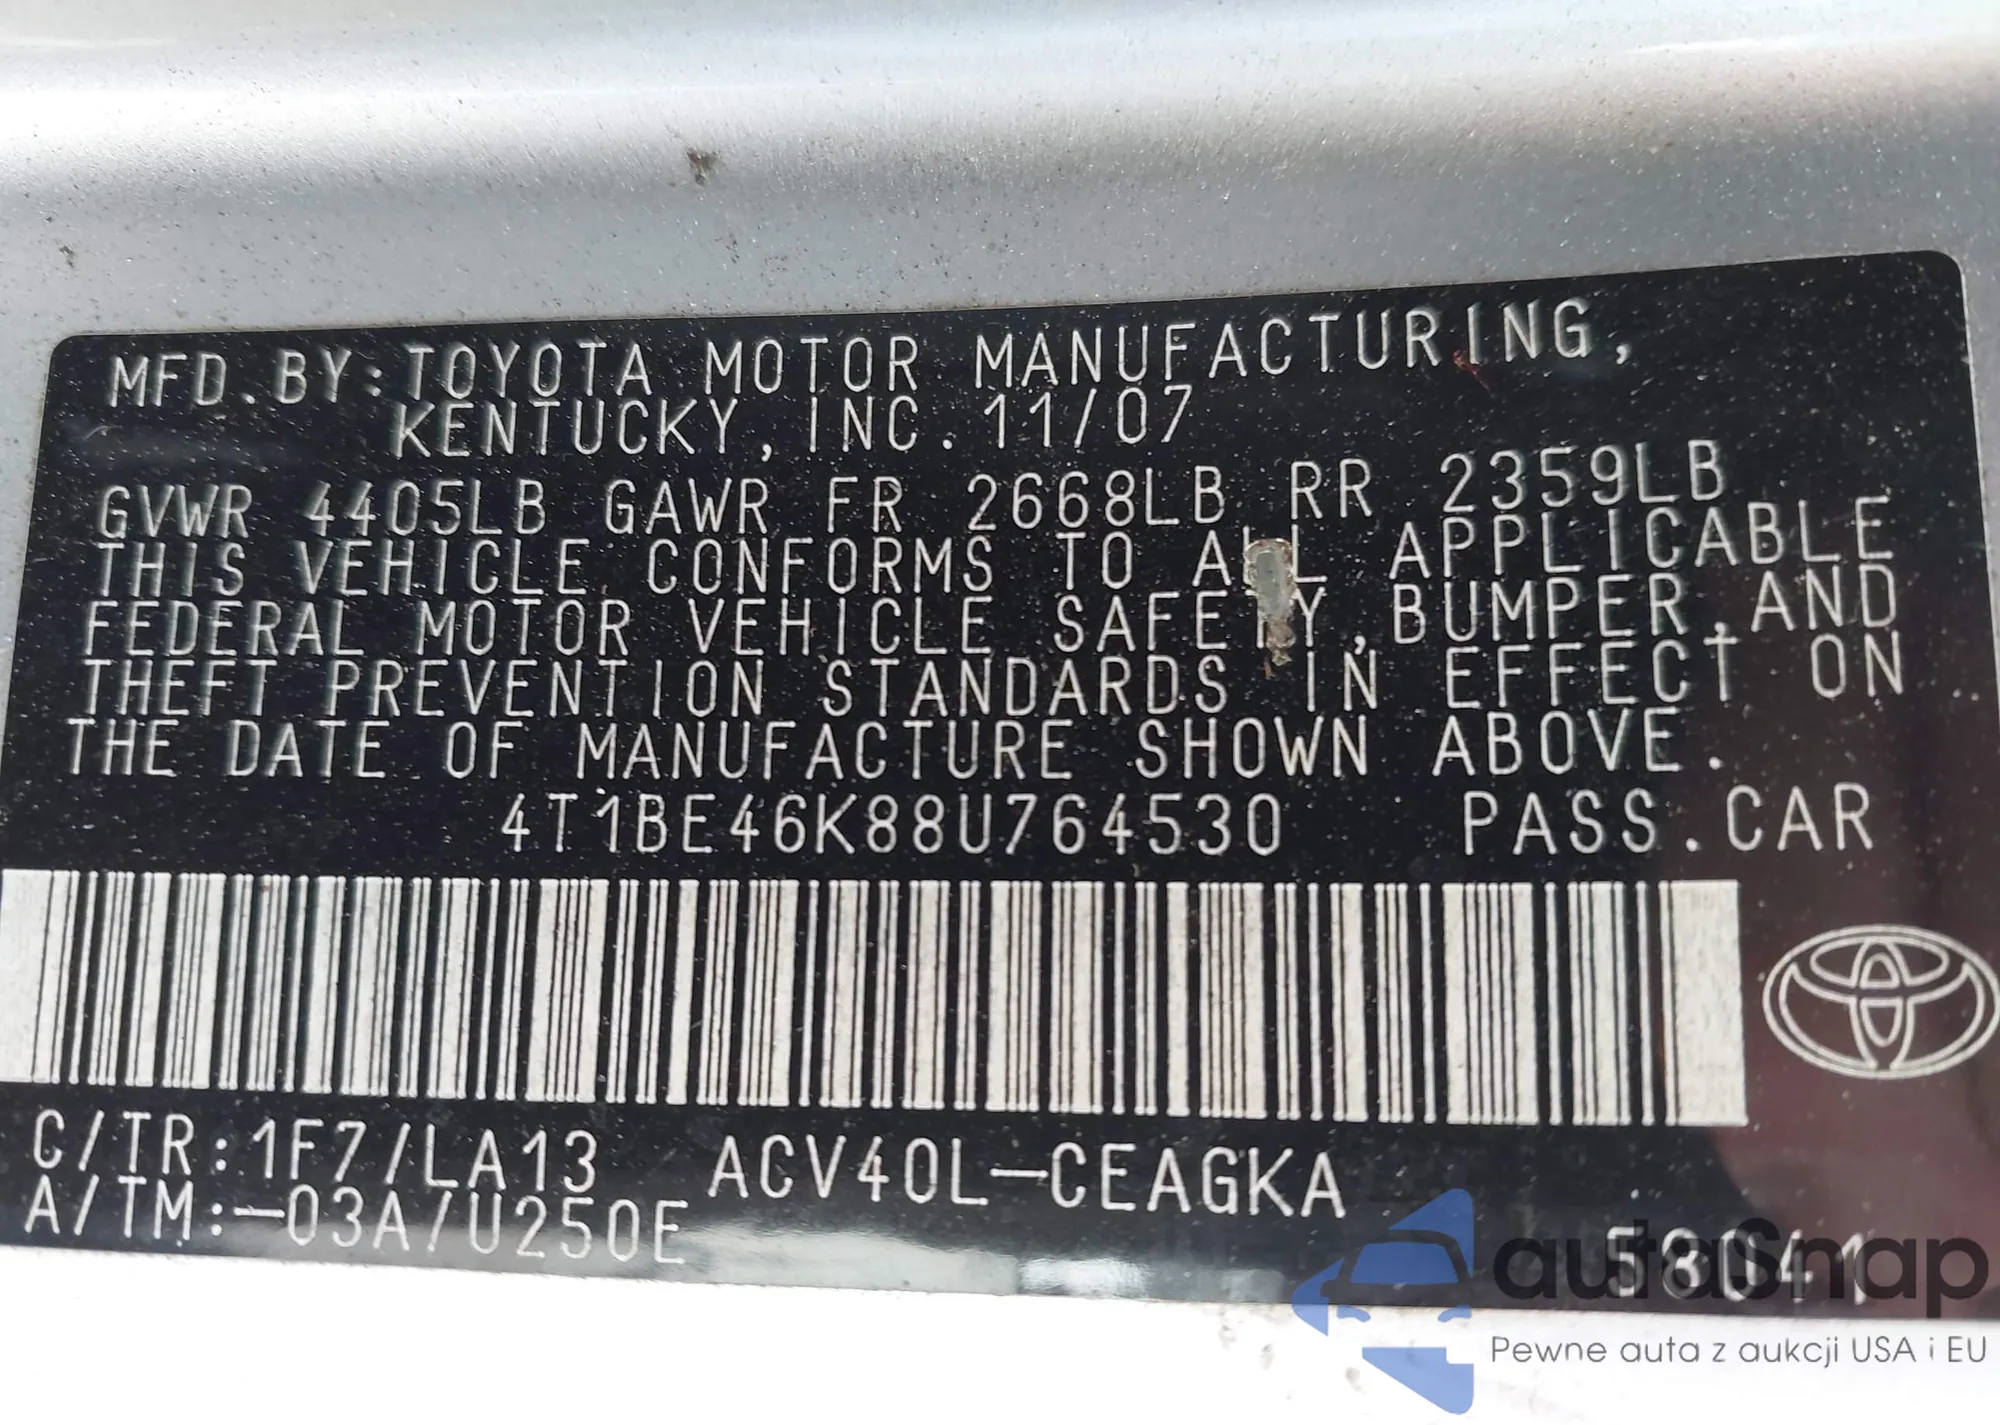 MFD.BY:TOYOTA MOTOR MANUFACTURING,
KENTUCKY, INC. 11/07
GVWR 4405LB GAWR FR 2668LB RR 2359LB
THIS VEHICLE CONFORMS TO ALL APPLICABLE
FEDERAL MOTOR VEHICLE SAFETY,BUMPER,AND
THEFT PREVENTION STANDARDS IN EFFECT ON
THE DATE OF MANUFACTURE SHOWN ABOVE.
4T1BE46K88U764530 PASS.CAR
C/TR:1F7/LA13 ACV40L-CEAGKA
A/TM:-03A/U250E
58041
autosnap
Pewne auta z aukcji USA i EU